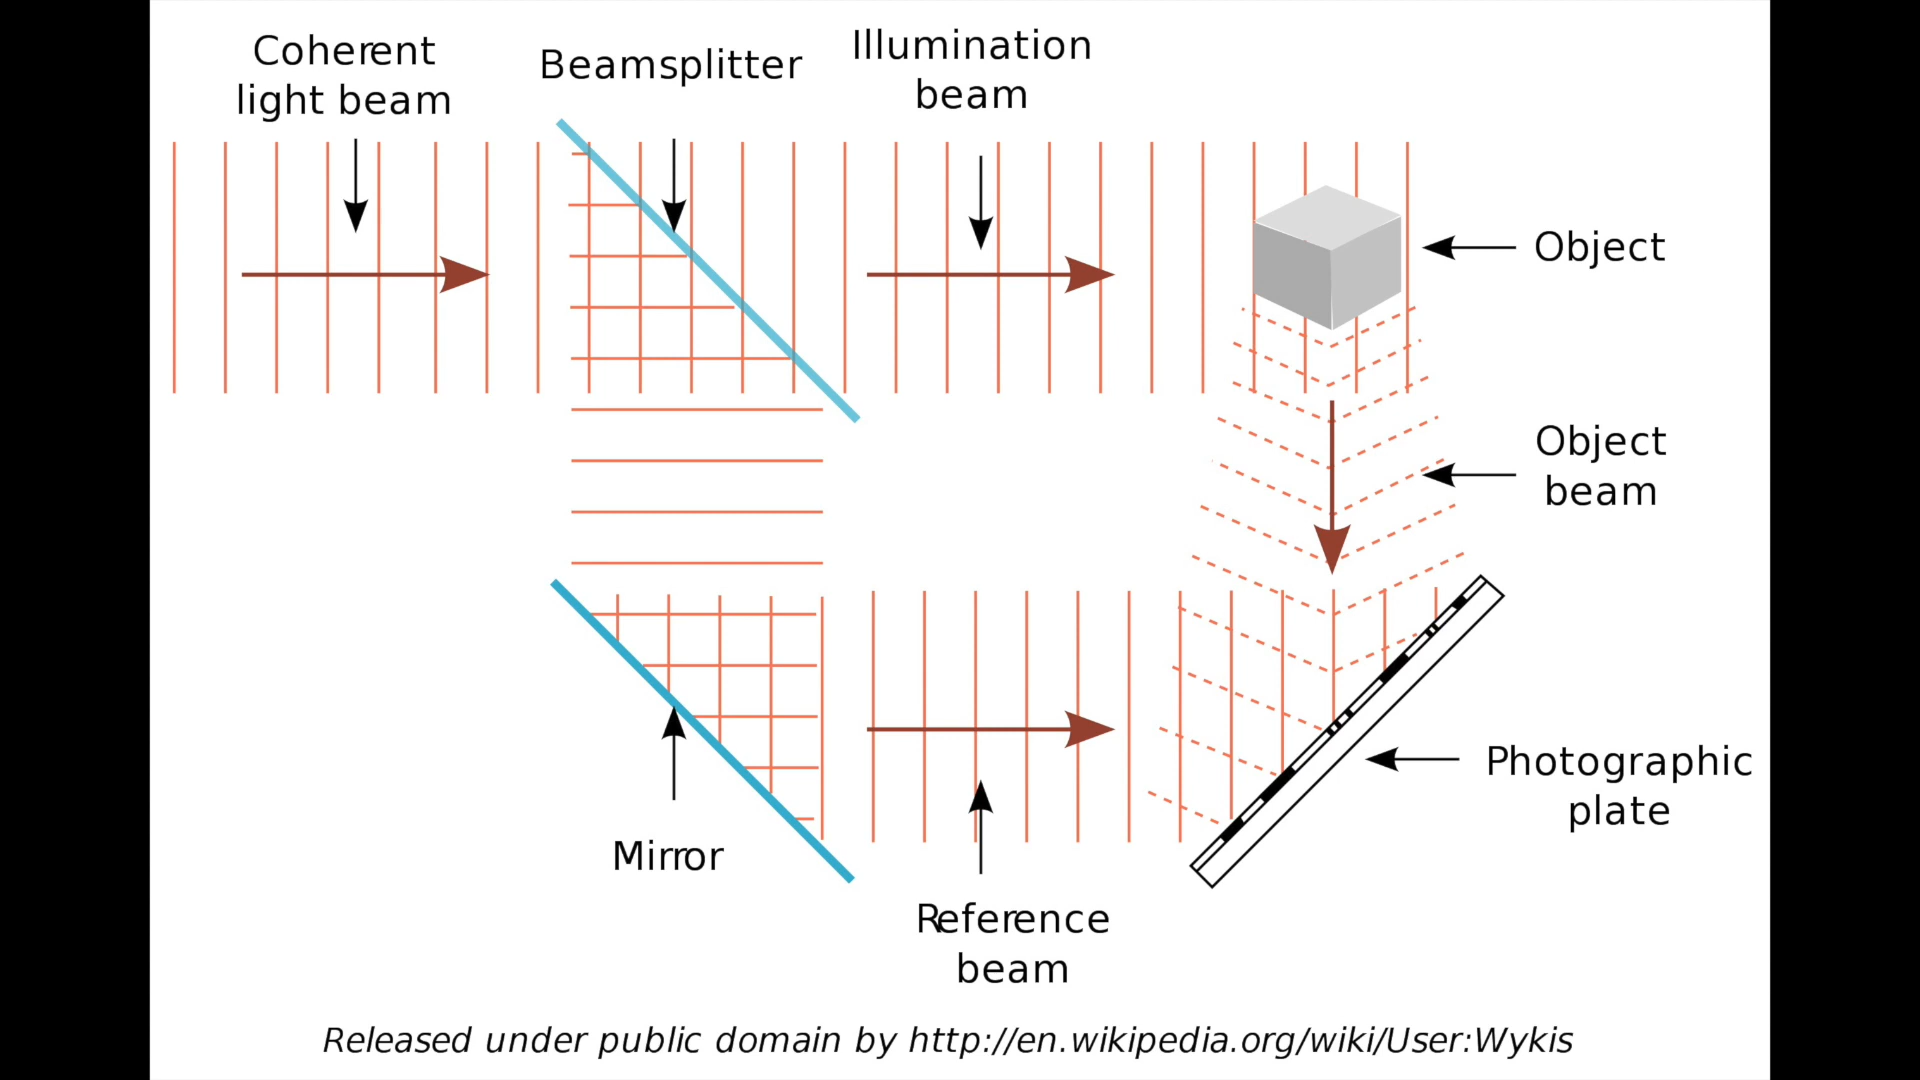 Coherent
light beam
Beamsplitter
Illumination
beam
Object
Object
beam
Photographic
plate
Mirror
Reference
beam
Released under public domain by http://en.wikipedia.org/wiki/User:Wykis